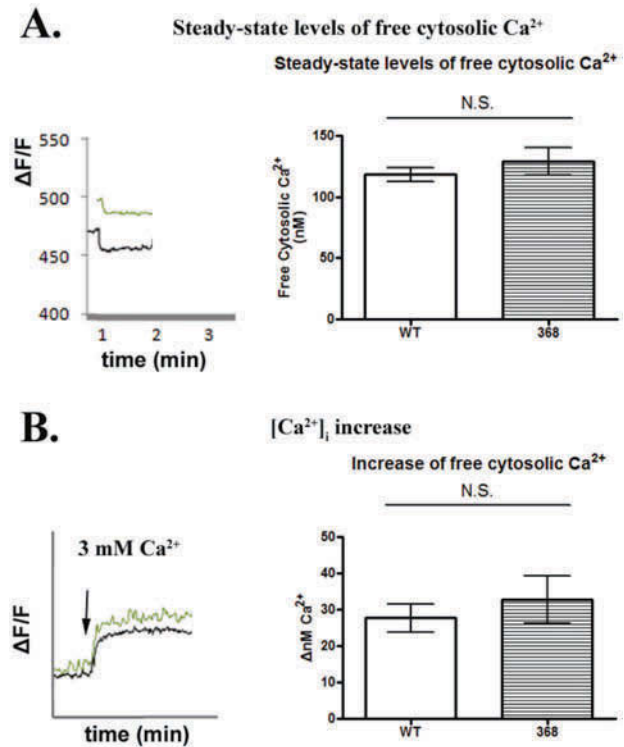 A.
Steady-state levels of free cytosolic Ca²⁺
Steady-state levels of free cytosolic Ca²⁺
N.S.
ΔF/F
550
500
450
400
1 2 3
time (min)
Free Cytosolic Ca²⁺
(nM)
150
100
50
0
WT 368
B.
[Ca²⁺]ᵢ increase
Increase of free cytosolic Ca²⁺
N.S.
3 mM Ca²⁺
ΔF/F
time (min)
ΔnM Ca²⁺
50
40
30
20
10
0
WT 368